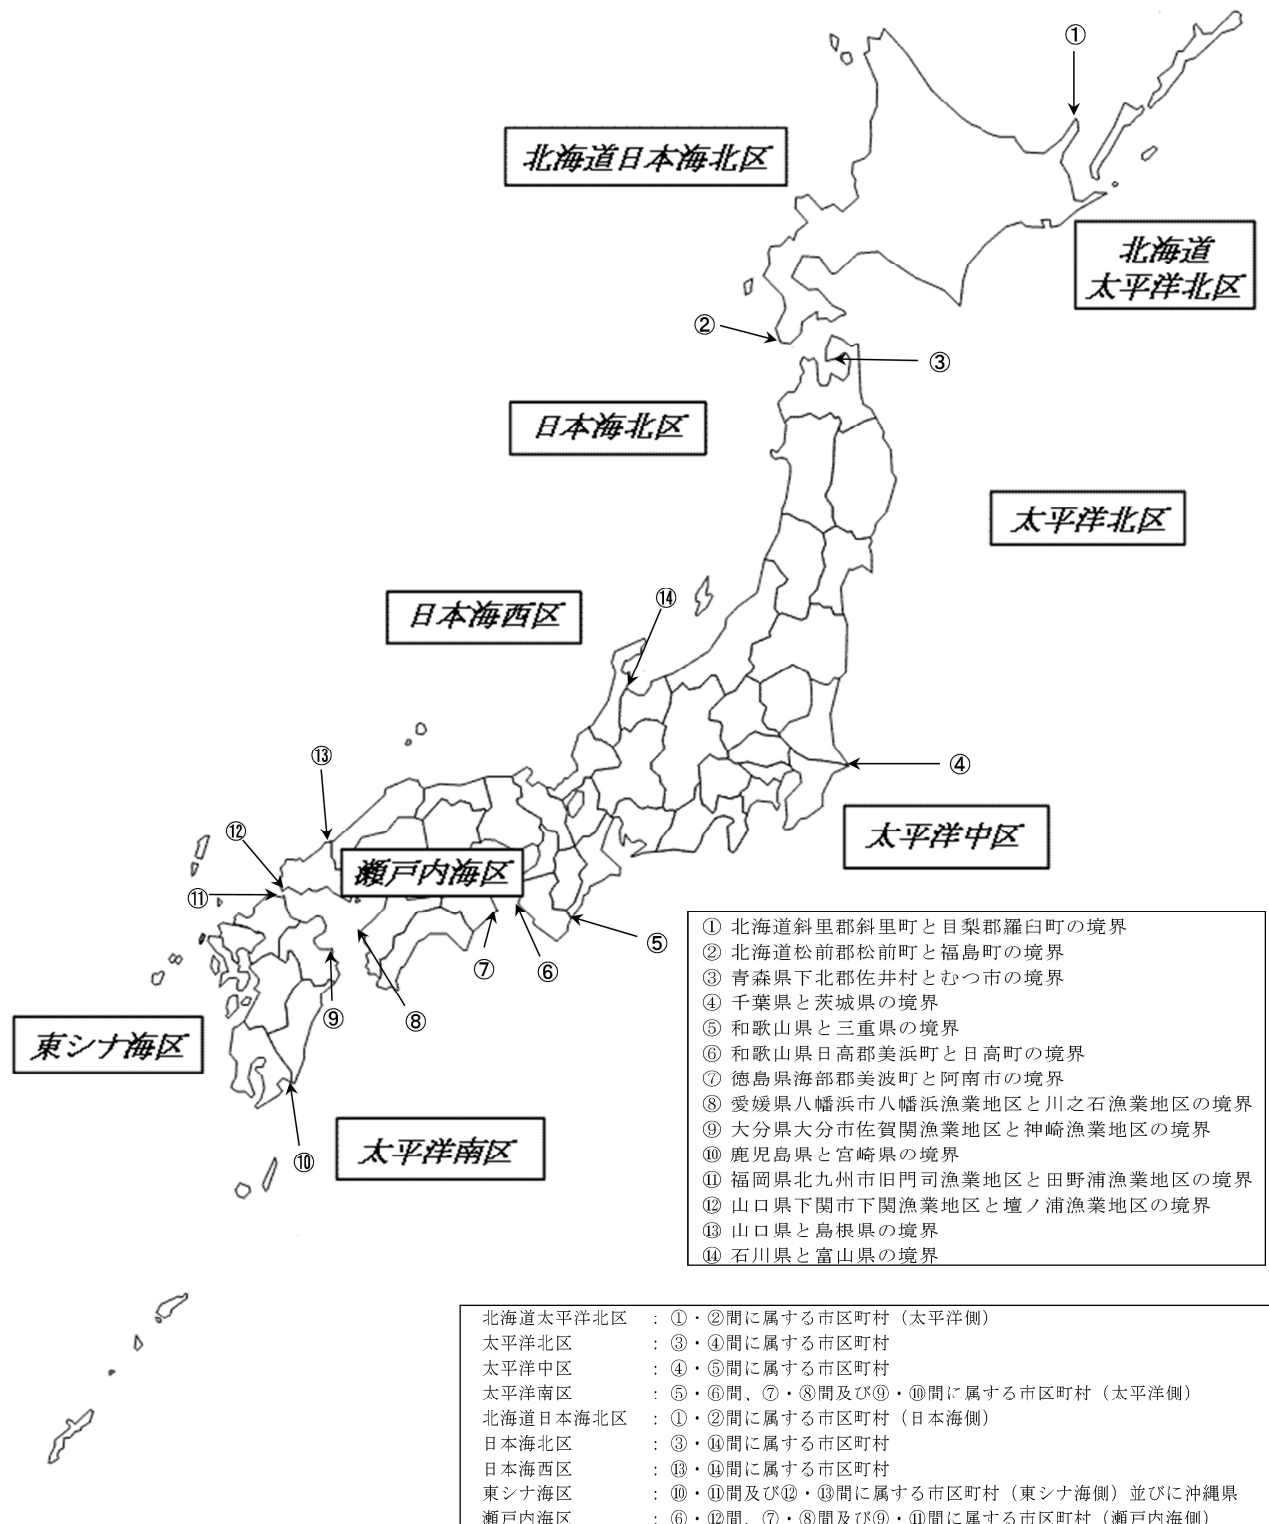 ①
北海道日本海北区
北海道
太平洋北区
②
③
日本海北区
太平洋北区
日本海西区
⑭
⑬
④
太平洋中区
⑫
瀬戸内海区
⑪
⑤
⑦
⑥
⑨
⑧
東シナ海区
太平洋南区
⑩
① 北海道斜里郡斜里町と目梨郡羅臼町の境界
② 北海道松前郡松前町と福島町の境界
③ 青森県下北郡佐井村とむつ市の境界
④ 千葉県と茨城県の境界
⑤ 和歌山県と三重県の境界
⑥ 和歌山県日高郡美浜町と日高町の境界
⑦ 徳島県海部郡美波町と阿南市の境界
⑧ 愛媛県八幡浜市八幡浜漁業地区と川之石漁業地区の境界
⑨ 大分県大分市佐賀関漁業地区と神崎漁業地区の境界
⑩ 鹿児島県と宮崎県の境界
⑪ 福岡県北九州市旧門司漁業地区と田野浦漁業地区の境界
⑫ 山口県下関市下関漁業地区と壇ノ浦漁業地区の境界
⑬ 山口県と島根県の境界
⑭ 石川県と富山県の境界
北海道太平洋北区 : ①・②間に属する市区町村（太平洋側）
太平洋北区 : ③・④間に属する市区町村
太平洋中区 : ④・⑤間に属する市区町村
太平洋南区 : ⑤・⑥間、⑦・⑧間及び⑨・⑩間に属する市区町村（太平洋側）
北海道日本海北区 : ①・②間に属する市区町村（日本海側）
日本海北区 : ③・⑭間に属する市区町村
日本海西区 : ⑬・⑭間に属する市区町村
東シナ海区 : ⑩・⑪間及び⑫・⑬間に属する市区町村（東シナ海側）並びに沖縄県
瀬戸内海区 : ⑥・⑫間、⑦・⑧間及び⑨・⑪間に属する市区町村（瀬戸内海側）